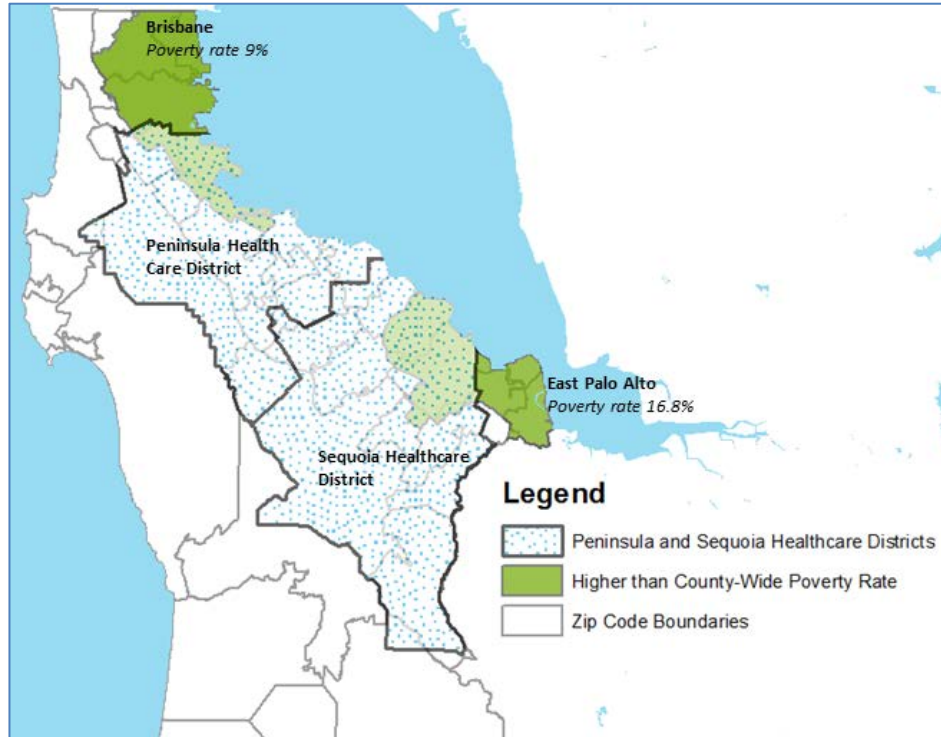 Brisbane
Poverty rate 9%
Peninsula Health
Care District
East Palo Alto
Poverty rate 16.8%
Sequoia Healthcare
District
Legend
Peninsula and Sequoia Healthcare Districts
Higher than County-Wide Poverty Rate
Zip Code Boundaries